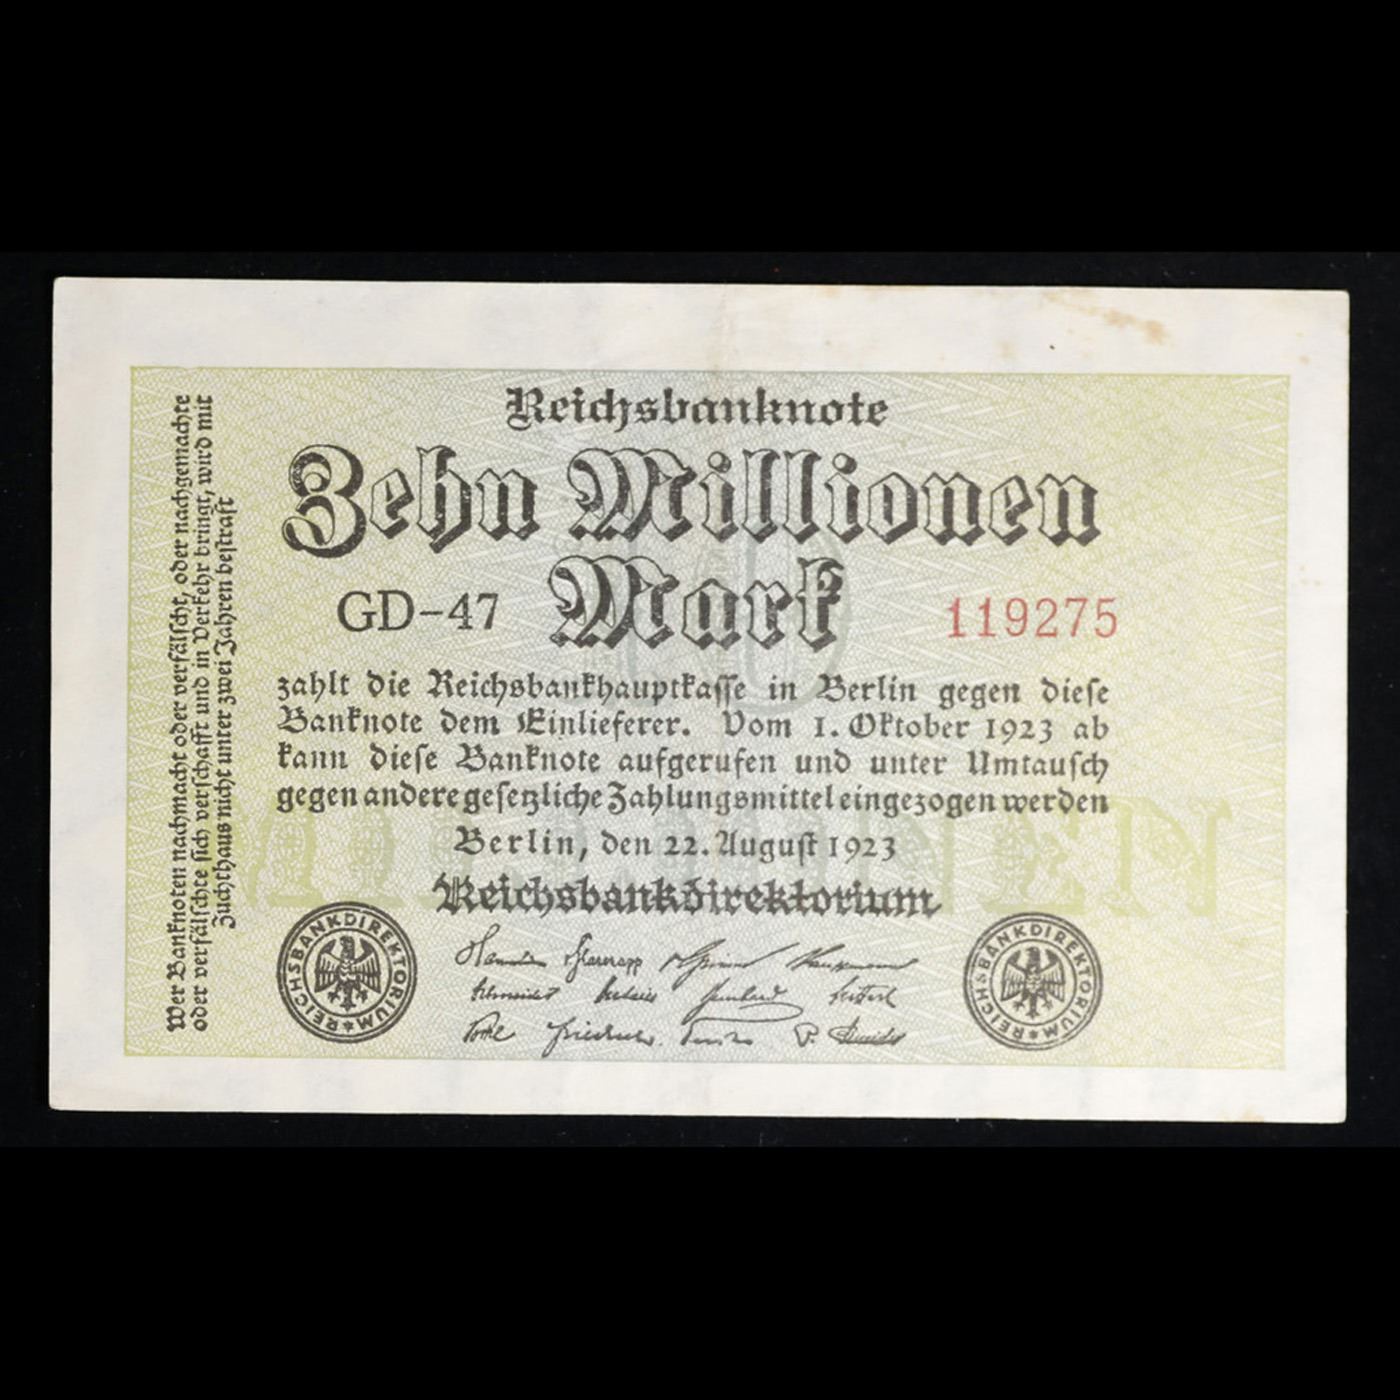 Reichsbanknote
Zehn Millionen
Mark
GD-47
119275
zahlt die Reichsbankhauptkasse in Berlin gegen diese
Banknote dem Einlieferer. Vom 1. Oktober 1923 ab
kann diese Banknote aufgerufen und unter Umtausch
gegen andere gesetzliche Zahlungsmittel eingezogen werden
Berlin, den 22. August 1923
Reichsbankdirektorium
REICHSBANKDIREKTORIUM
REICHSBANKDIREKTORIUM
Wer Banknoten nachmacht oder verfälscht, oder nachgemachte
oder verfälschte sich verschafft und in Verkehr bringt, wird mit
Zuchthaus nicht unter zwei Jahren bestraft